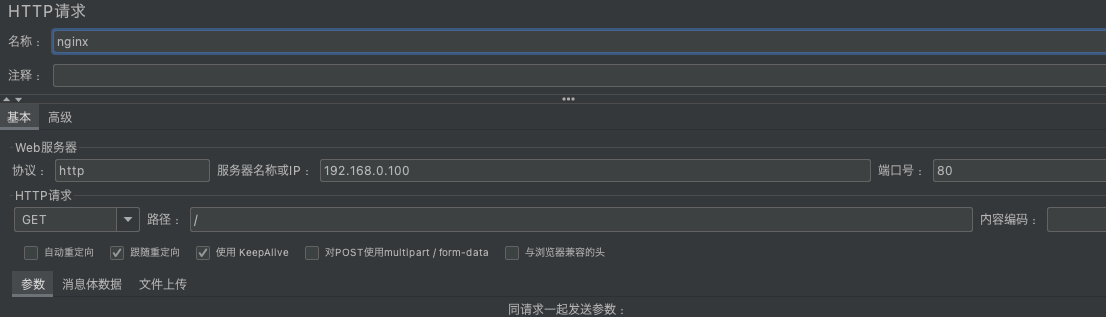 HTTP请求
名称： nginx
注释：
基本 高级
Web服务器
协议： http 服务器名称或IP： 192.168.0.100 端口号： 80
HTTP请求
GET 路径： / 内容编码：
自动重定向 跟随重定向 使用 KeepAlive 对POST使用multipart / form-data 与浏览器兼容的头
参数 消息体数据 文件上传
同请求一起发送参数：